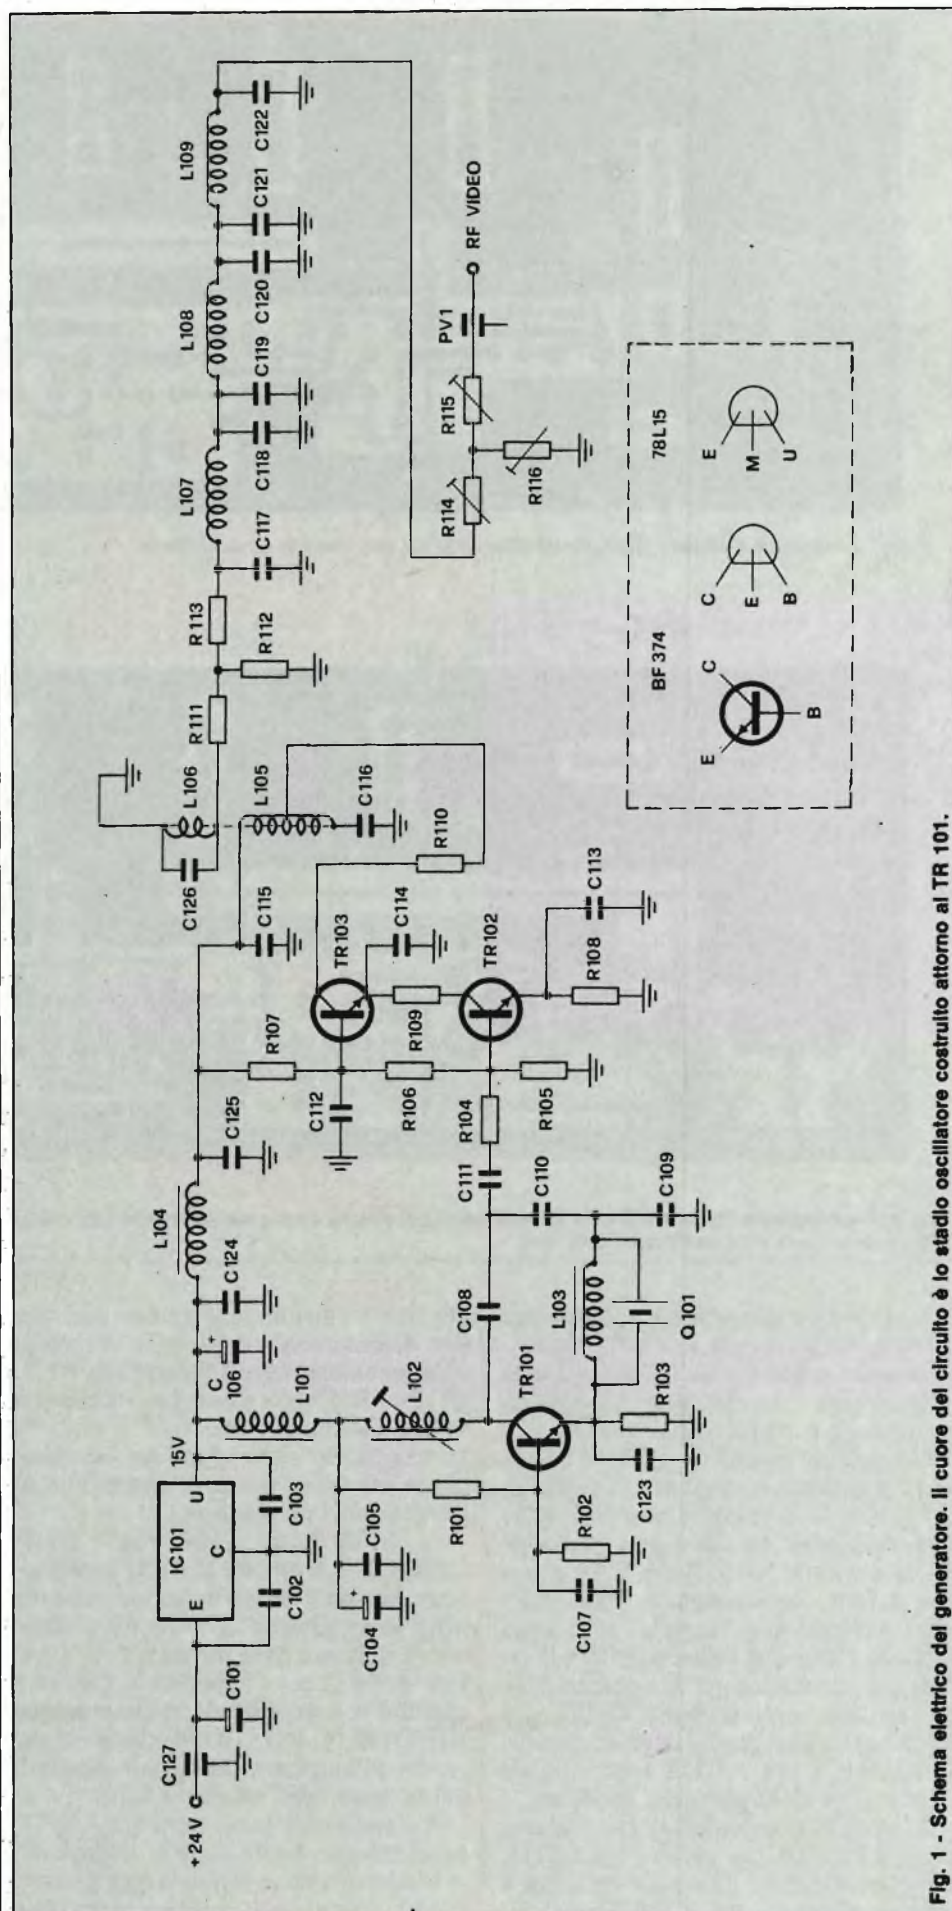 +24V
C127
C101
E
IC101
C
U
C102
C103
15V
C
106
+
C124
L104
C125
L101
C104
+
C105
L102
R101
C107
R102
TR101
C123
R103
L103
Q101
C108
C110
C109
C111
R104
R105
R106
R107
C112
TR103
R109
TR102
C114
R108
C113
C115
C126
L106
L105
C116
R110
R111
R112
R113
C117
L107
C118
C119
L108
C120
C121
L109
C122
R114
R115
R116
PV1
RF VIDEO
BF 374
E
C
B
C
E
B
78L15
E
M
U
Fig. 1 - Schema elettrico del generatore. Il cuore del circuito è lo stadio oscillatore costruito attorno al TR 101.